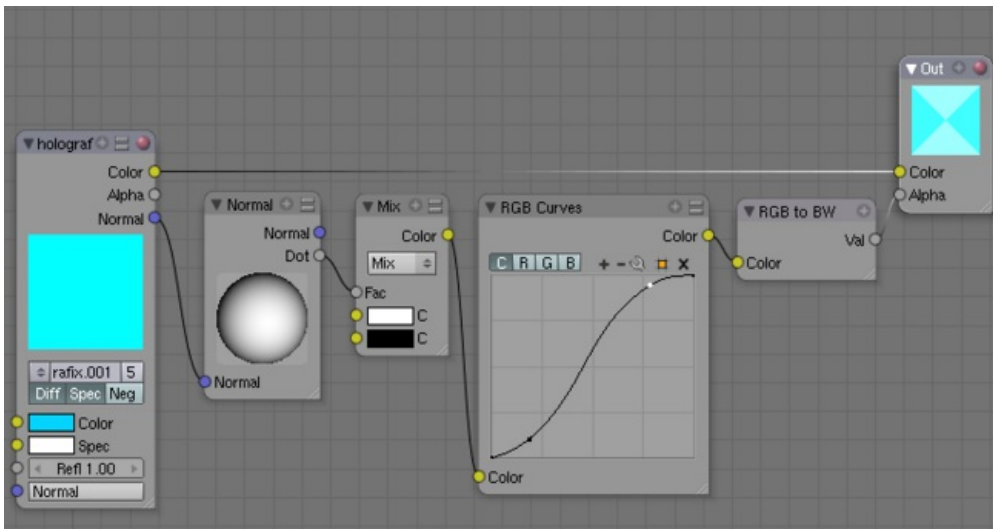 holograf
Color
Alpha
Normal
rafix.001 5
Diff Spec Neg
Color
Spec
Refl 1.00
Normal
Normal
Normal
Dot
Normal
Mix
Color
Mix
Fac
C
C
RGB Curves
Color
C R G B + - X
Color
RGB to BW
Val
Color
Out
Color
Alpha